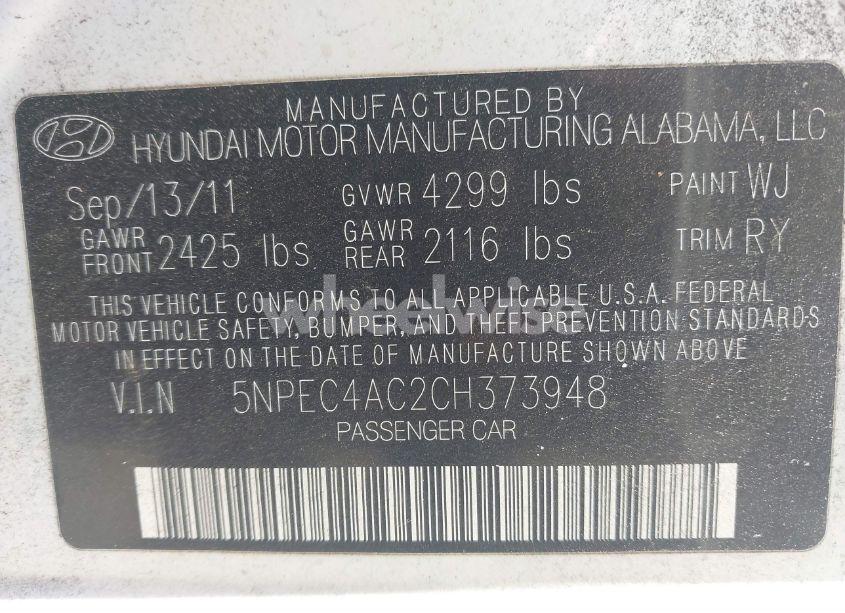 MANUFACTURED BY
HYUNDAI MOTOR MANUFACTURING ALABAMA, LLC
Sep/13/11 GVWR 4299 lbs PAINT WJ
GAWR FRONT 2425 lbs GAWR REAR 2116 lbs TRIM RY
THIS VEHICLE CONFORMS TO ALL APPLICABLE U.S.A. FEDERAL
MOTOR VEHICLE SAFETY, BUMPER, AND THEFT PREVENTION STANDARDS
IN EFFECT ON THE DATE OF MANUFACTURE SHOWN ABOVE
V.I.N 5NPEC4AC2CH373948
PASSENGER CAR
wheelwise